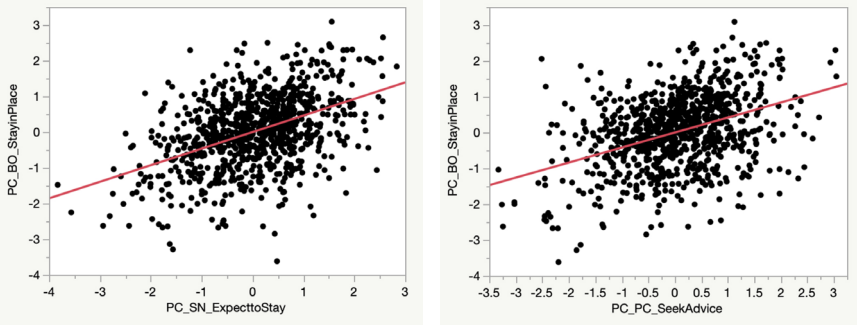 3
2
1
0
-1
-2
-3
-4
PC_BO_StayinPlace
-4 -3 -2 -1 0 1 2 3
PC_SN_ExpecttoStay
3
2
1
0
-1
-2
-3
-4
PC_BO_StayinPlace
-3.5 -2.5 -2 -1.5 -1 -0.5 0 0.5 1 1.5 2 2.5 3
PC_PC_SeekAdvice